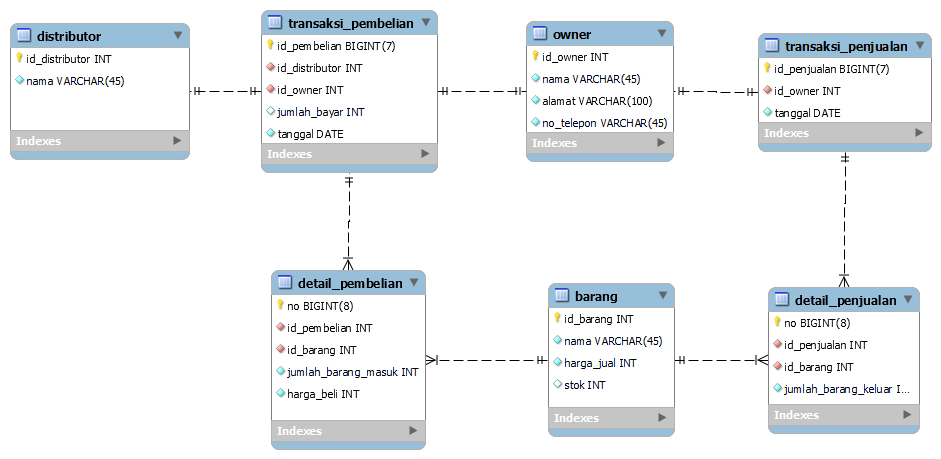 distributor
id_distributor INT
nama VARCHAR(45)
Indexes
transaksi_pembelian
id_pembelian BIGINT(7)
id_distributor INT
id_owner INT
jumlah_bayar INT
tanggal DATE
Indexes
owner
id_owner INT
nama VARCHAR(45)
alamat VARCHAR(100)
no_telepon VARCHAR(45)
Indexes
transaksi_penjualan
id_penjualan BIGINT(7)
id_owner INT
tanggal DATE
Indexes
detail_pembelian
no BIGINT(8)
id_pembelian INT
id_barang INT
jumlah_barang_masuk INT
harga_beli INT
Indexes
barang
id_barang INT
nama VARCHAR(45)
harga_jual INT
stok INT
Indexes
detail_penjualan
no BIGINT(8)
id_penjualan INT
id_barang INT
jumlah_barang_keluar I...
Indexes